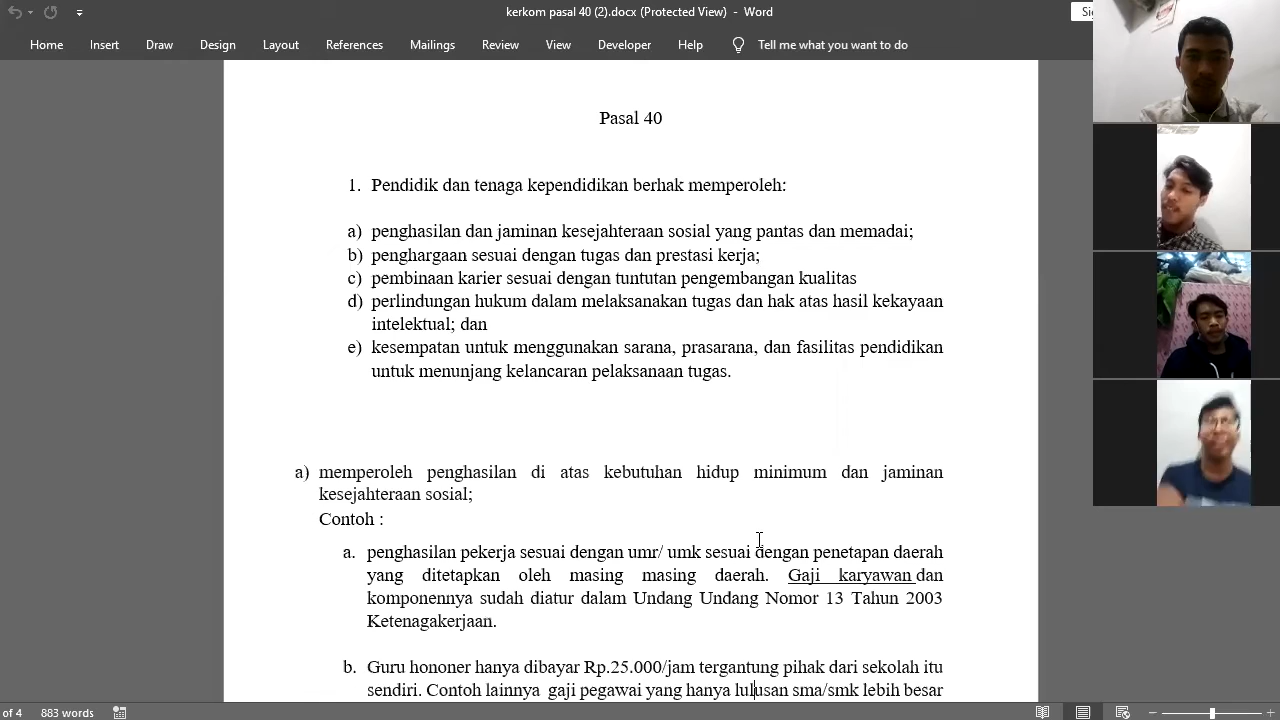 kerkom pasal 40 (2).docx (Protected View) - Word
Home Insert Draw Design Layout References Mailings Review View Developer Help Tell me what you want to do
Pasal 40
1. Pendidik dan tenaga kependidikan berhak memperoleh:
a) penghasilan dan jaminan kesejahteraan sosial yang pantas dan memadai;
b) penghargaan sesuai dengan tugas dan prestasi kerja;
c) pembinaan karier sesuai dengan tuntutan pengembangan kualitas
d) perlindungan hukum dalam melaksanakan tugas dan hak atas hasil kekayaan
intelektual; dan
e) kesempatan untuk menggunakan sarana, prasarana, dan fasilitas pendidikan
untuk menunjang kelancaran pelaksanaan tugas.
a) memperoleh penghasilan di atas kebutuhan hidup minimum dan jaminan
kesejahteraan sosial;
Contoh :
a. penghasilan pekerja sesuai dengan umr/ umk sesuai dengan penetapan daerah
yang ditetapkan oleh masing masing daerah. Gaji karyawan dan
komponennya sudah diatur dalam Undang Undang Nomor 13 Tahun 2003
Ketenagakerjaan.
b. Guru hononer hanya dibayar Rp.25.000/jam tergantung pihak dari sekolah itu
sendiri. Contoh lainnya gaji pegawai yang hanya lulusan sma/smk lebih besar
of 4 883 words